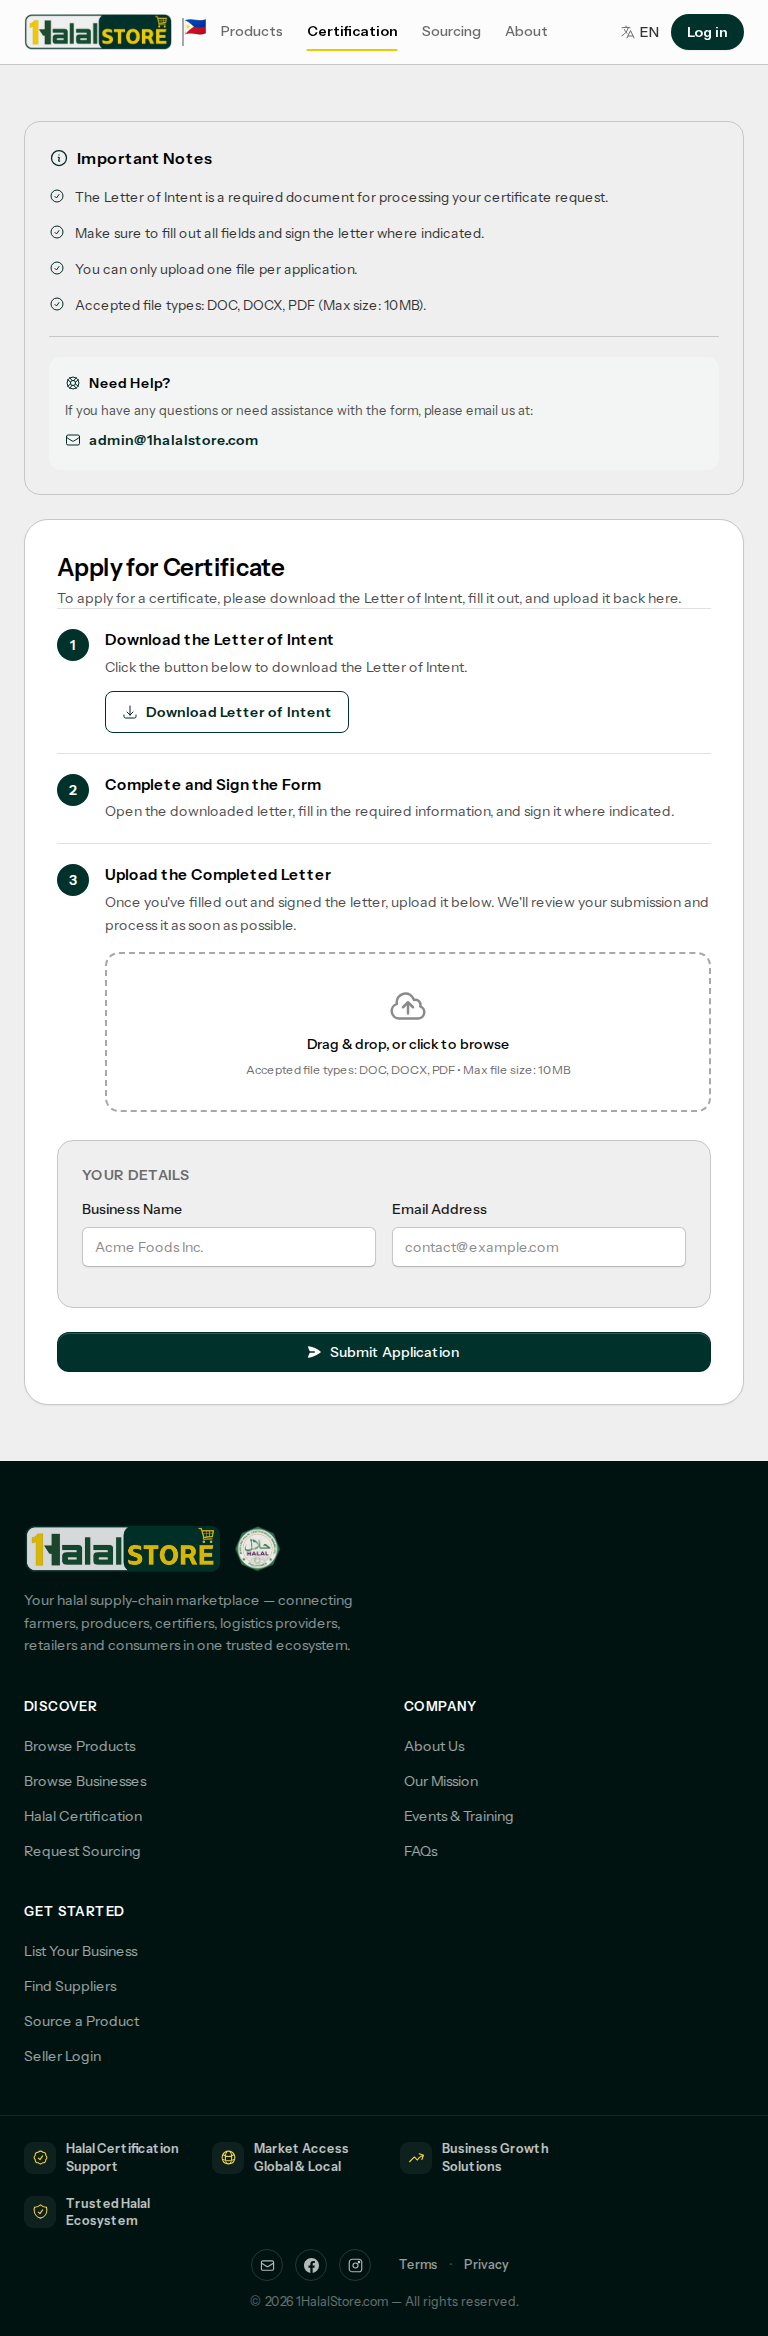 1Halal STORE
Products
Certification
Sourcing
About
EN
Log in
Important Notes
The Letter of Intent is a required document for processing your certificate request.
Make sure to fill out all fields and sign the letter where indicated.
You can only upload one file per application.
Accepted file types: DOC, DOCX, PDF (Max size: 10MB).
Need Help?
If you have any questions or need assistance with the form, please email us at:
admin@1halalstore.com
Apply for Certificate
To apply for a certificate, please download the Letter of Intent, fill it out, and upload it back here.
1
Download the Letter of Intent
Click the button below to download the Letter of Intent.
Download Letter of Intent
2
Complete and Sign the Form
Open the downloaded letter, fill in the required information, and sign it where indicated.
3
Upload the Completed Letter
Once you've filled out and signed the letter, upload it below. We'll review your submission and
process it as soon as possible.
Drag & drop, or click to browse
Accepted file types: DOC, DOCX, PDF • Max file size: 10MB
YOUR DETAILS
Business Name
Email Address
Acme Foods Inc.
contact@example.com
Submit Application
1Halal STORE
حلال
HALAL
Your halal supply-chain marketplace — connecting
farmers, producers, certifiers, logistics providers,
retailers and consumers in one trusted ecosystem.
DISCOVER
Browse Products
Browse Businesses
Halal Certification
Request Sourcing
COMPANY
About Us
Our Mission
Events & Training
FAQs
GET STARTED
List Your Business
Find Suppliers
Source a Product
Seller Login
Halal Certification
Support
Market Access
Global & Local
Business Growth
Solutions
Trusted Halal
Ecosystem
Terms · Privacy
© 2026 1HalalStore.com — All rights reserved.